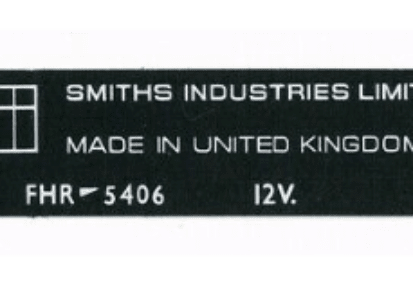 SMITHS INDUSTRIES LIMIT
MADE IN UNITED KINGDOM
FHR-5406 12V.